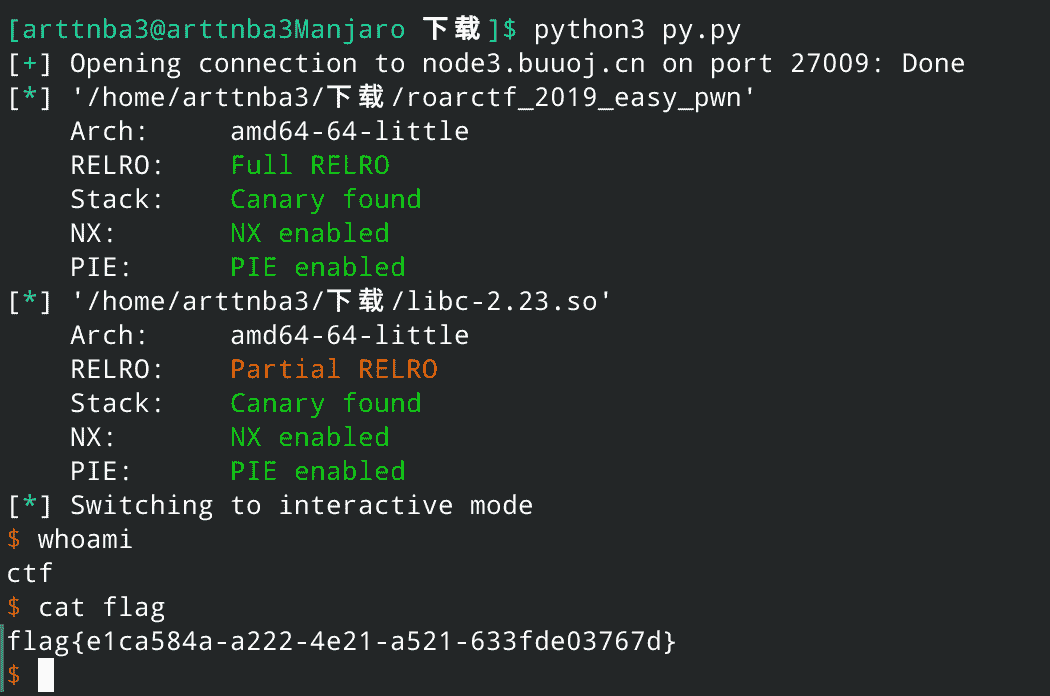 [arttnba3@arttnba3Manjaro 下载]$ python3 py.py
[+] Opening connection to node3.buuoj.cn on port 27009: Done
[*] '/home/arttnba3/下载/roarctf_2019_easy_pwn'
    Arch:     amd64-64-little
    RELRO:    Full RELRO
    Stack:    Canary found
    NX:       NX enabled
    PIE:      PIE enabled
[*] '/home/arttnba3/下载/libc-2.23.so'
    Arch:     amd64-64-little
    RELRO:    Partial RELRO
    Stack:    Canary found
    NX:       NX enabled
    PIE:      PIE enabled
[*] Switching to interactive mode
$ whoami
ctf
$ cat flag
flag{e1ca584a-a222-4e21-a521-633fde03767d}
$